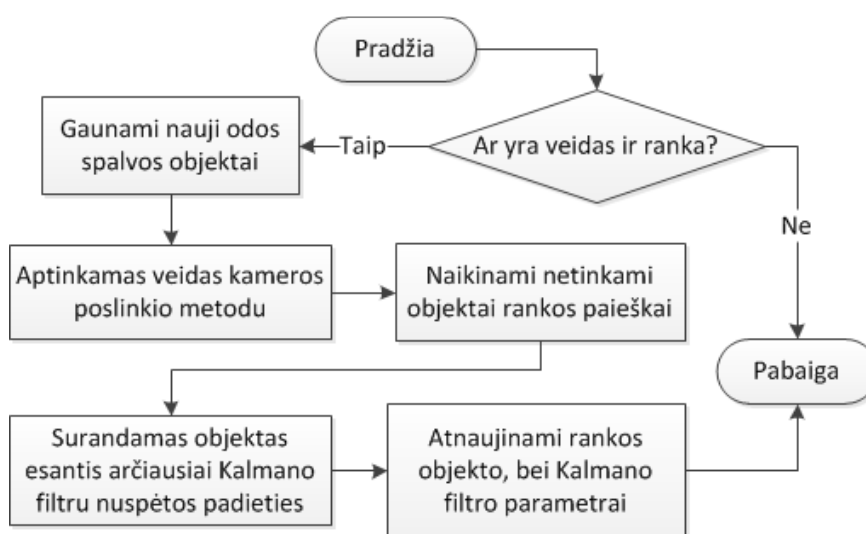 Pradžia
Ar yra veidas ir ranka?
Taip
Ne
Gaunami nauji odos
spalvos objektai
Aptinkamas veidas kameros
poslinkio metodu
Naikinami netinkami
objektai rankos paieškai
Surandamas objektas
esantis arčiausiai Kalmano
filtru nuspėtos padieties
Atnaujinami rankos
objekto, bei Kalmano
filtro parametrai
Pabaiga